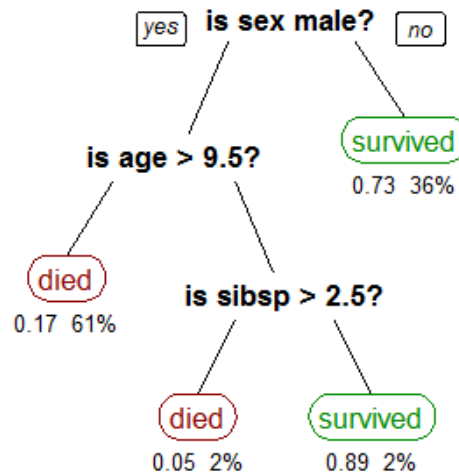 yes is sex male? no
is age > 9.5?
survived
0.73 36%
died
0.17 61%
is sibsp > 2.5?
died survived
0.05 2% 0.89 2%